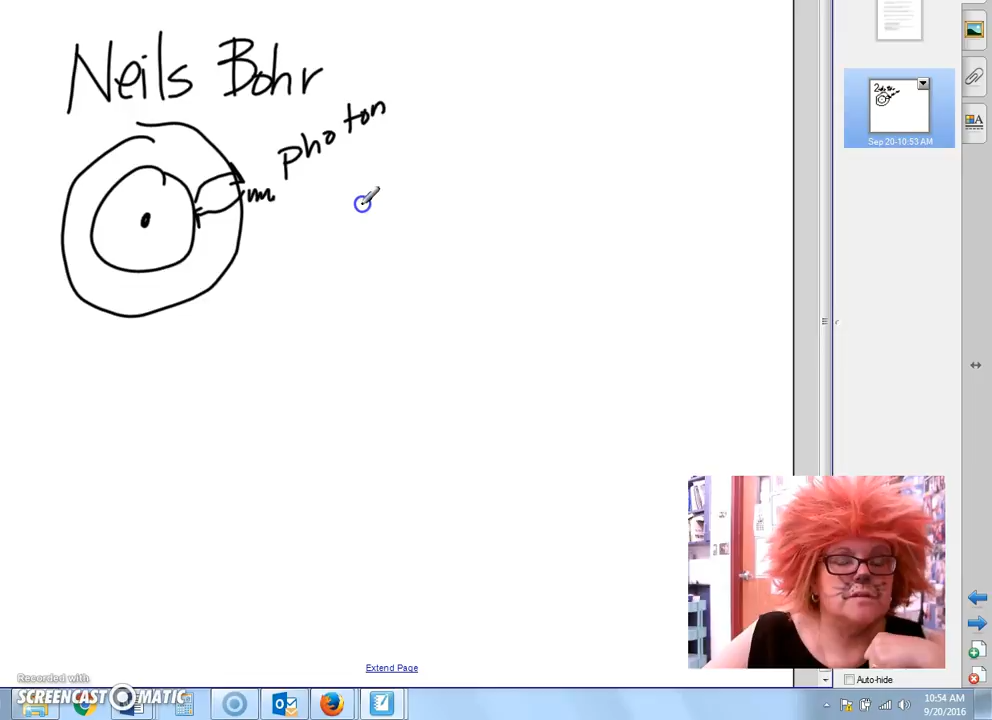 Neils Bohr
photon
Sep 20-10:53 AM
Extend Page
Auto-hide
Recorded with
SCREENCAST-O-MATIC
10:54 AM
9/20/2016